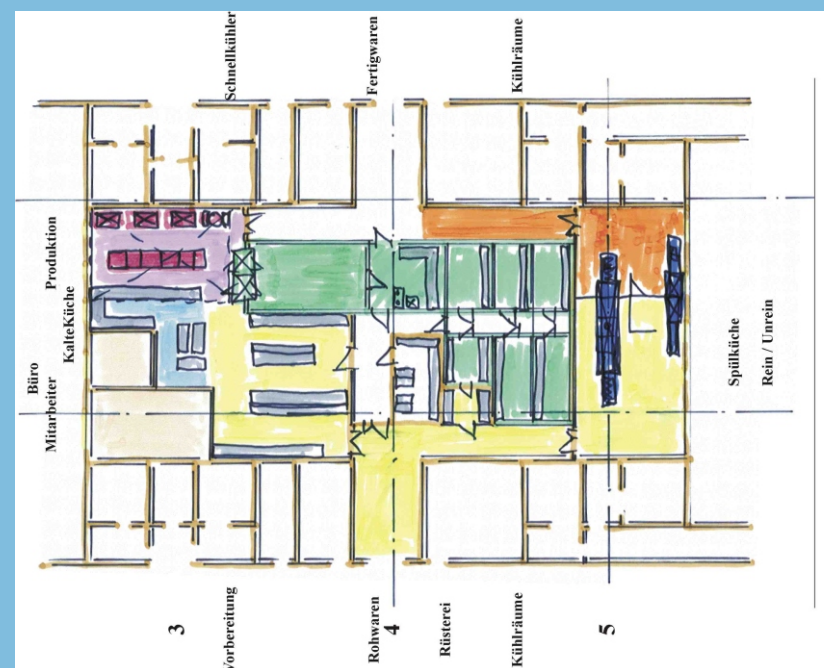 Schnellkühler
Fertigwaren
Kühlräume
Produktion
KalteKüche
Büro
Mitarbeiter
Spülküche
Rein / Unrein
3
Vorbereitung
Rohwaren
4
Rüsterei
Kühlräume
5